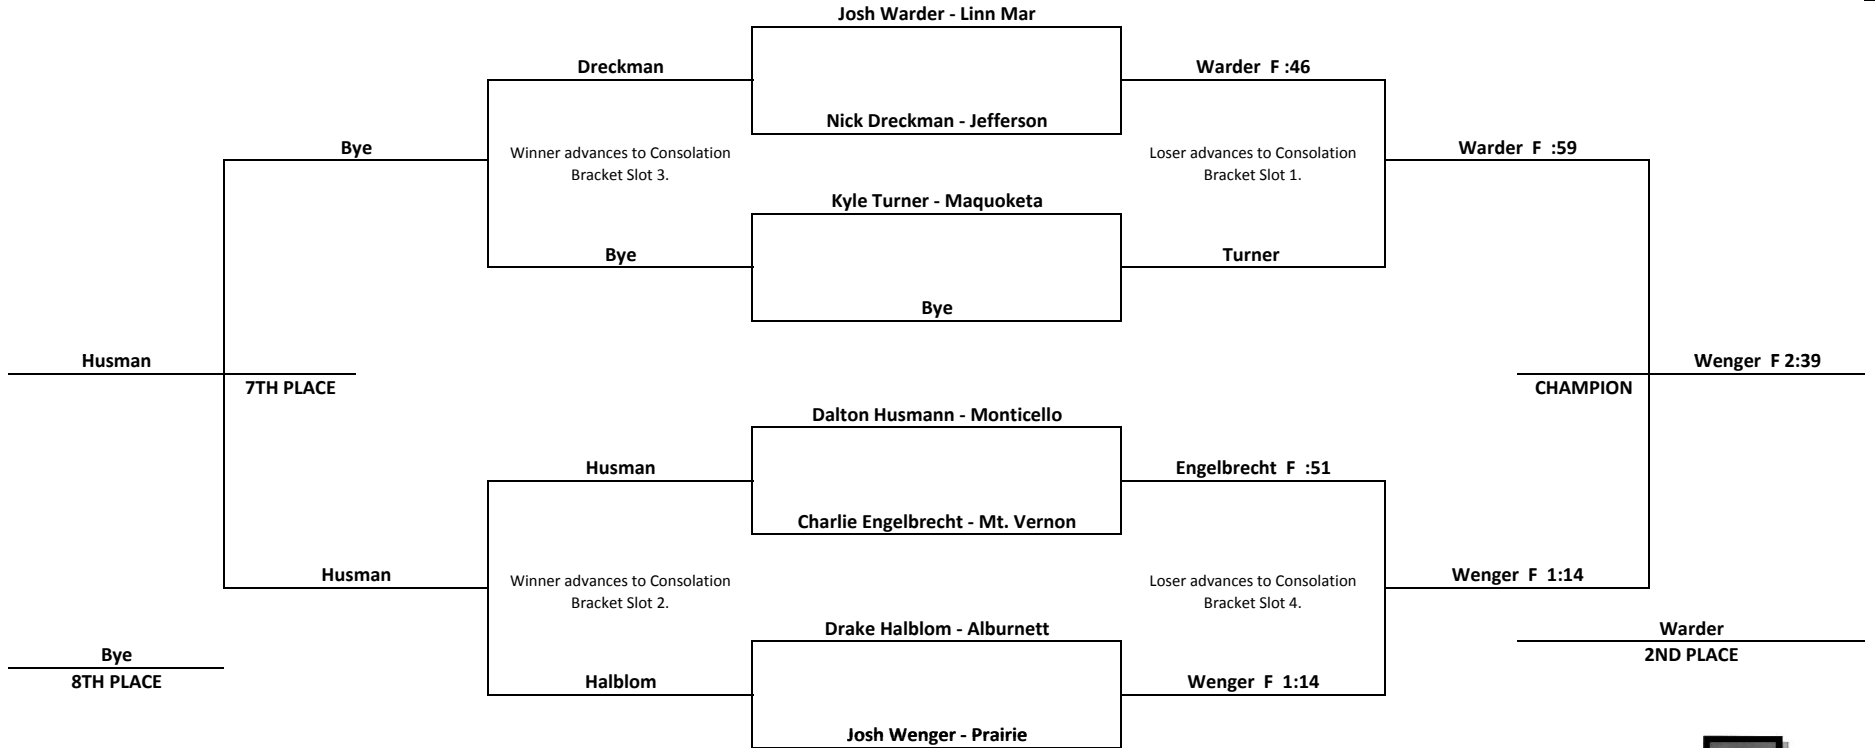 Josh Warder - Linn Mar
Dreckman
Warder F :46
Nick Dreckman - Jefferson
Bye
Winner advances to Consolation
Bracket Slot 3.
Loser advances to Consolation
Bracket Slot 1.
Warder F :59
Kyle Turner - Maquoketa
Bye
Turner
Bye
Husman
7TH PLACE
Wenger F 2:39
CHAMPION
Dalton Husmann - Monticello
Husman
Engelbrecht F :51
Charlie Engelbrecht - Mt. Vernon
Husman
Winner advances to Consolation
Bracket Slot 2.
Loser advances to Consolation
Bracket Slot 4.
Wenger F 1:14
Drake Halblom - Alburnett
Warder
2ND PLACE
Bye
8TH PLACE
Halblom
Wenger F 1:14
Josh Wenger - Prairie